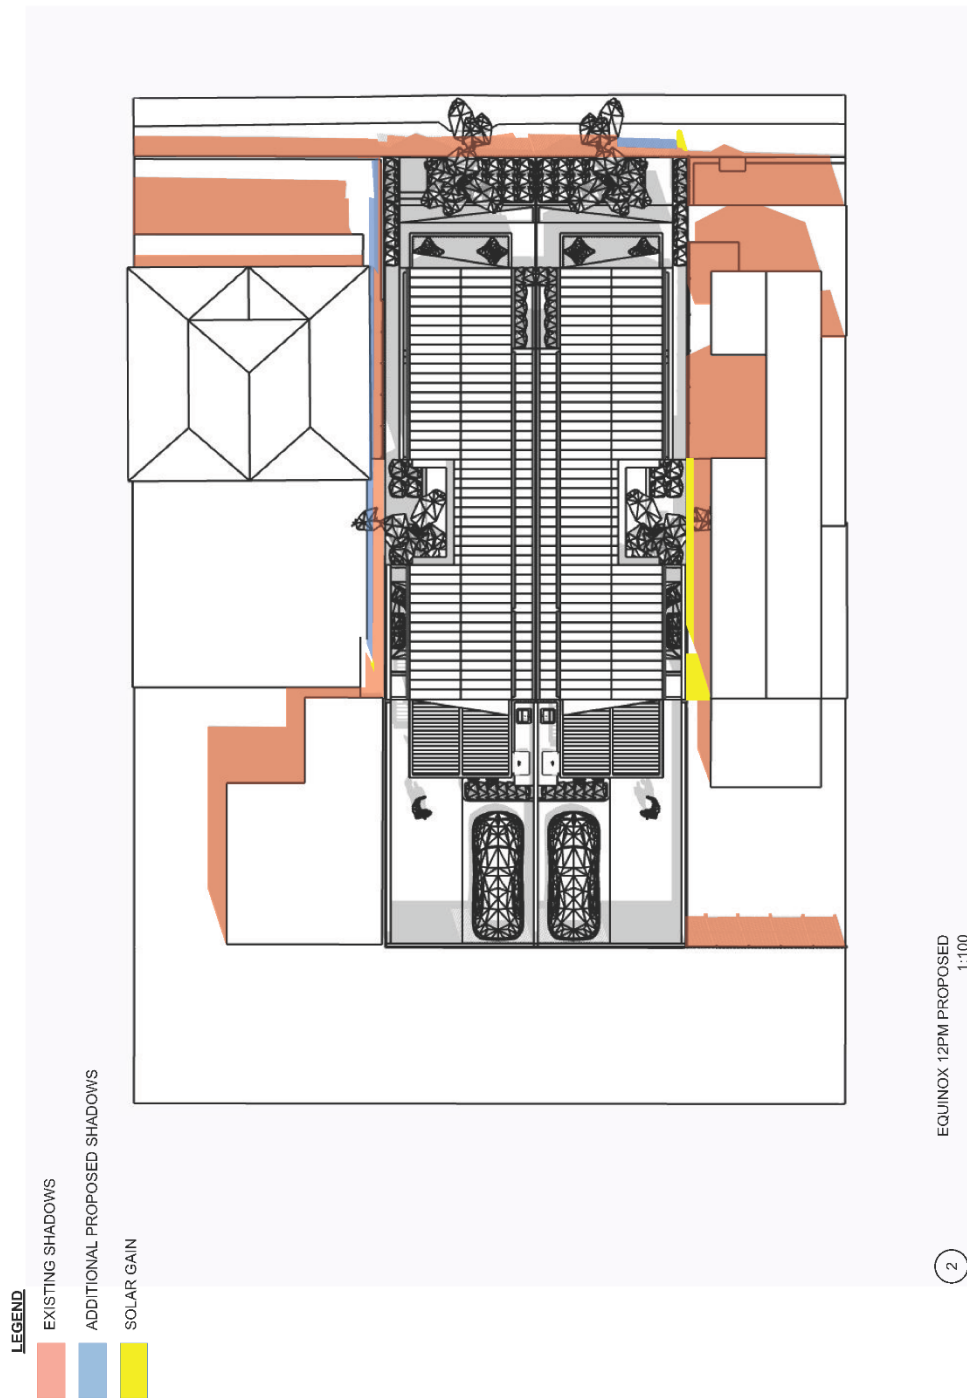 LEGEND
EXISTING SHADOWS
ADDITIONAL PROPOSED SHADOWS
SOLAR GAIN
2
EQUINOX 12PM PROPOSED
1:100